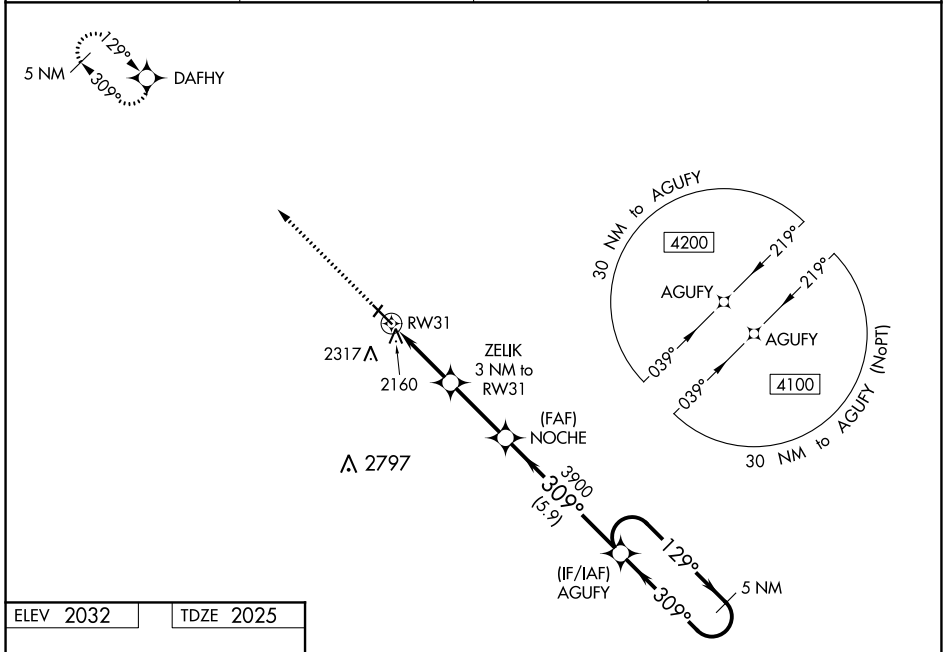 129°
5 NM
309°
DAFHY
30 NM to AGUFY
4200
219°
AGUFY
039°
219°
AGUFY
039°
4100
30 NM to AGUFY (NoPT)
RW31
2317
2160
ZELIK
3 NM to
RW31
(FAF)
NOCHE
2797
3900
309°
(5.9)
(IF/IAF)
AGUFY
129°
309°
5 NM
ELEV 2032
TDZE 2025